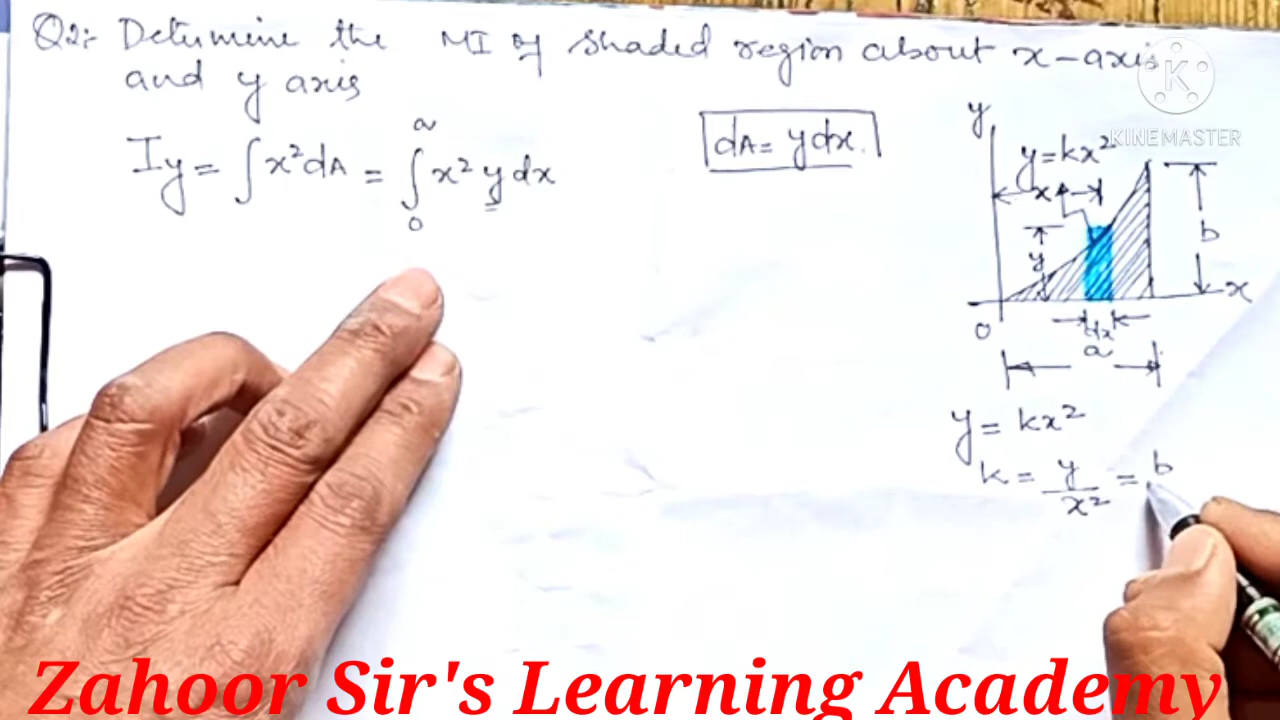 Q2:- Determine the MI of shaded region about x-axis
and y axis
Iy = ∫x²dA = ∫₀ᵃ x² y dx
dA = ydx.
y
y=kx²
x
y
b
x
0
dx
a
y = kx²
k = y/x² = b
KINEMASTER
Zahoor Sir's Learning Academy